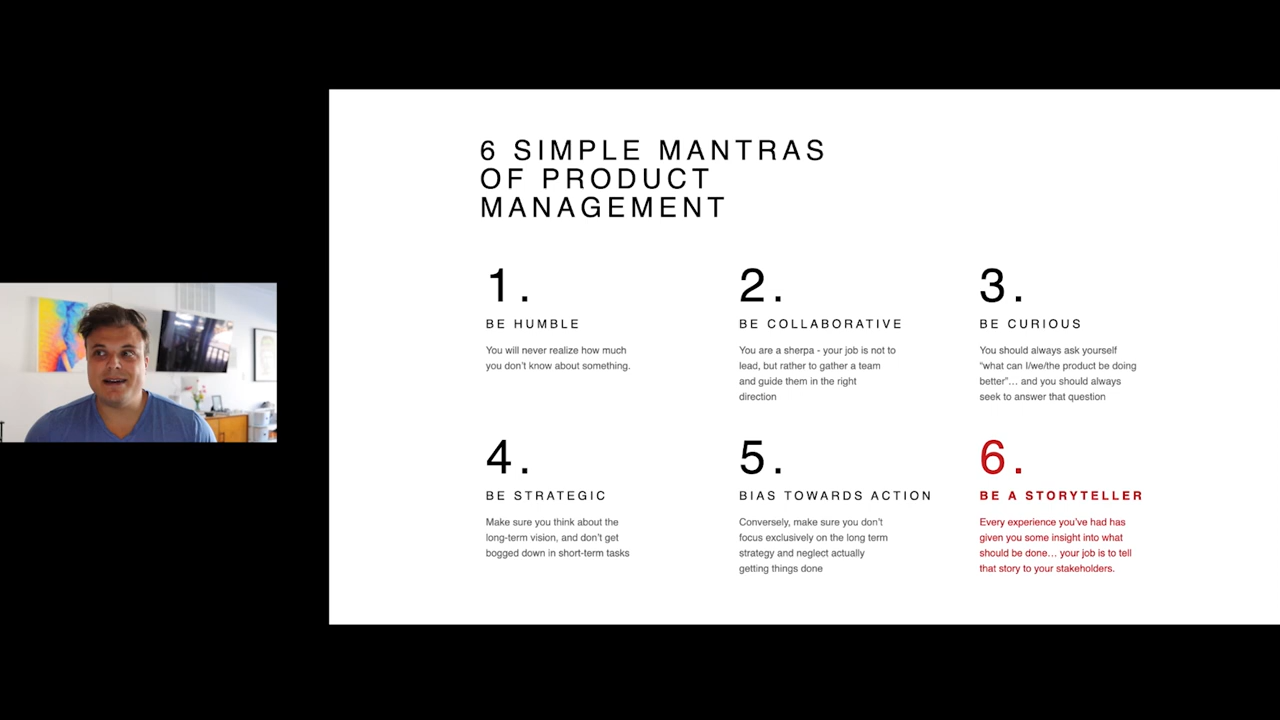 6 SIMPLE MANTRAS
OF PRODUCT
MANAGEMENT
1.
BE HUMBLE
You will never realize how much
you don't know about something.
2.
BE COLLABORATIVE
You are a sherpa - your job is not to
lead, but rather to gather a team
and guide them in the right
direction
3.
BE CURIOUS
You should always ask yourself
“what can I/we/the product be doing
better”… and you should always
seek to answer that question
4.
BE STRATEGIC
Make sure you think about the
long-term vision, and don't get
bogged down in short-term tasks
5.
BIAS TOWARDS ACTION
Conversely, make sure you don't
focus exclusively on the long term
strategy and neglect actually
getting things done
6.
BE A STORYTELLER
Every experience you've had has
given you some insight into what
should be done… your job is to tell
that story to your stakeholders.